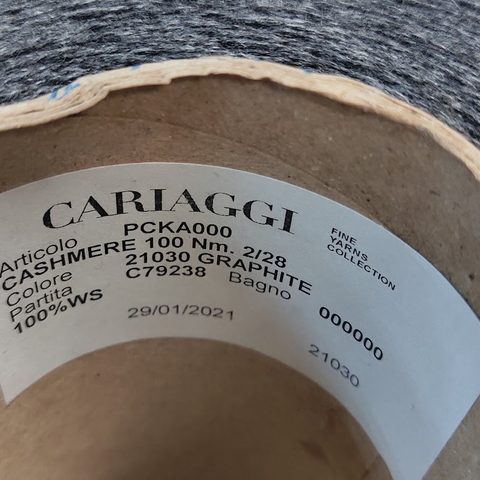 CARIAGGI
FINE
YARNS
COLLECTION
Articolo PCKA000
CASHMERE 100 Nm. 2/28
Colore 21030 GRAPHITE
Partita C79238 Bagno 000000
100%WS
29/01/2021 21030